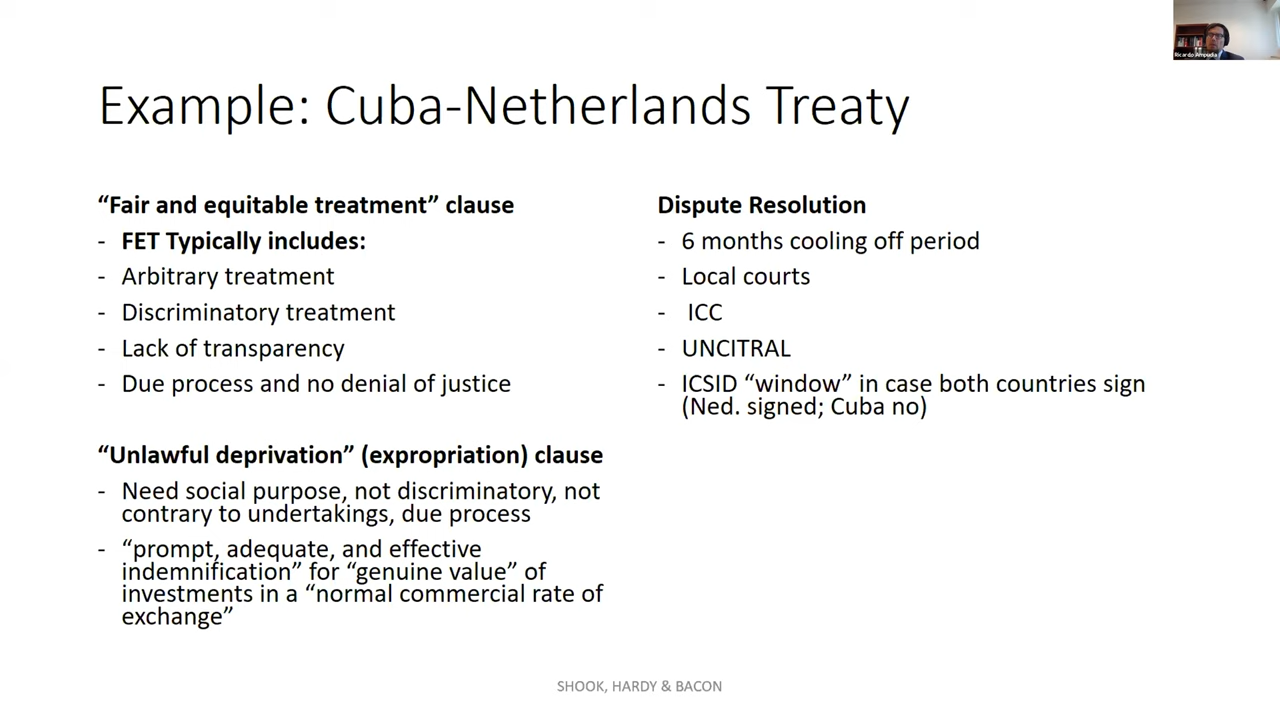 Ricardo Ampudia
Example: Cuba-Netherlands Treaty
“Fair and equitable treatment” clause
- FET Typically includes:
- Arbitrary treatment
- Discriminatory treatment
- Lack of transparency
- Due process and no denial of justice
“Unlawful deprivation” (expropriation) clause
- Need social purpose, not discriminatory, not
contrary to undertakings, due process
- “prompt, adequate, and effective
indemnification” for “genuine value” of
investments in a “normal commercial rate of
exchange”
Dispute Resolution
- 6 months cooling off period
- Local courts
- ICC
- UNCITRAL
- ICSID “window” in case both countries sign
(Ned. signed; Cuba no)
SHOOK, HARDY & BACON